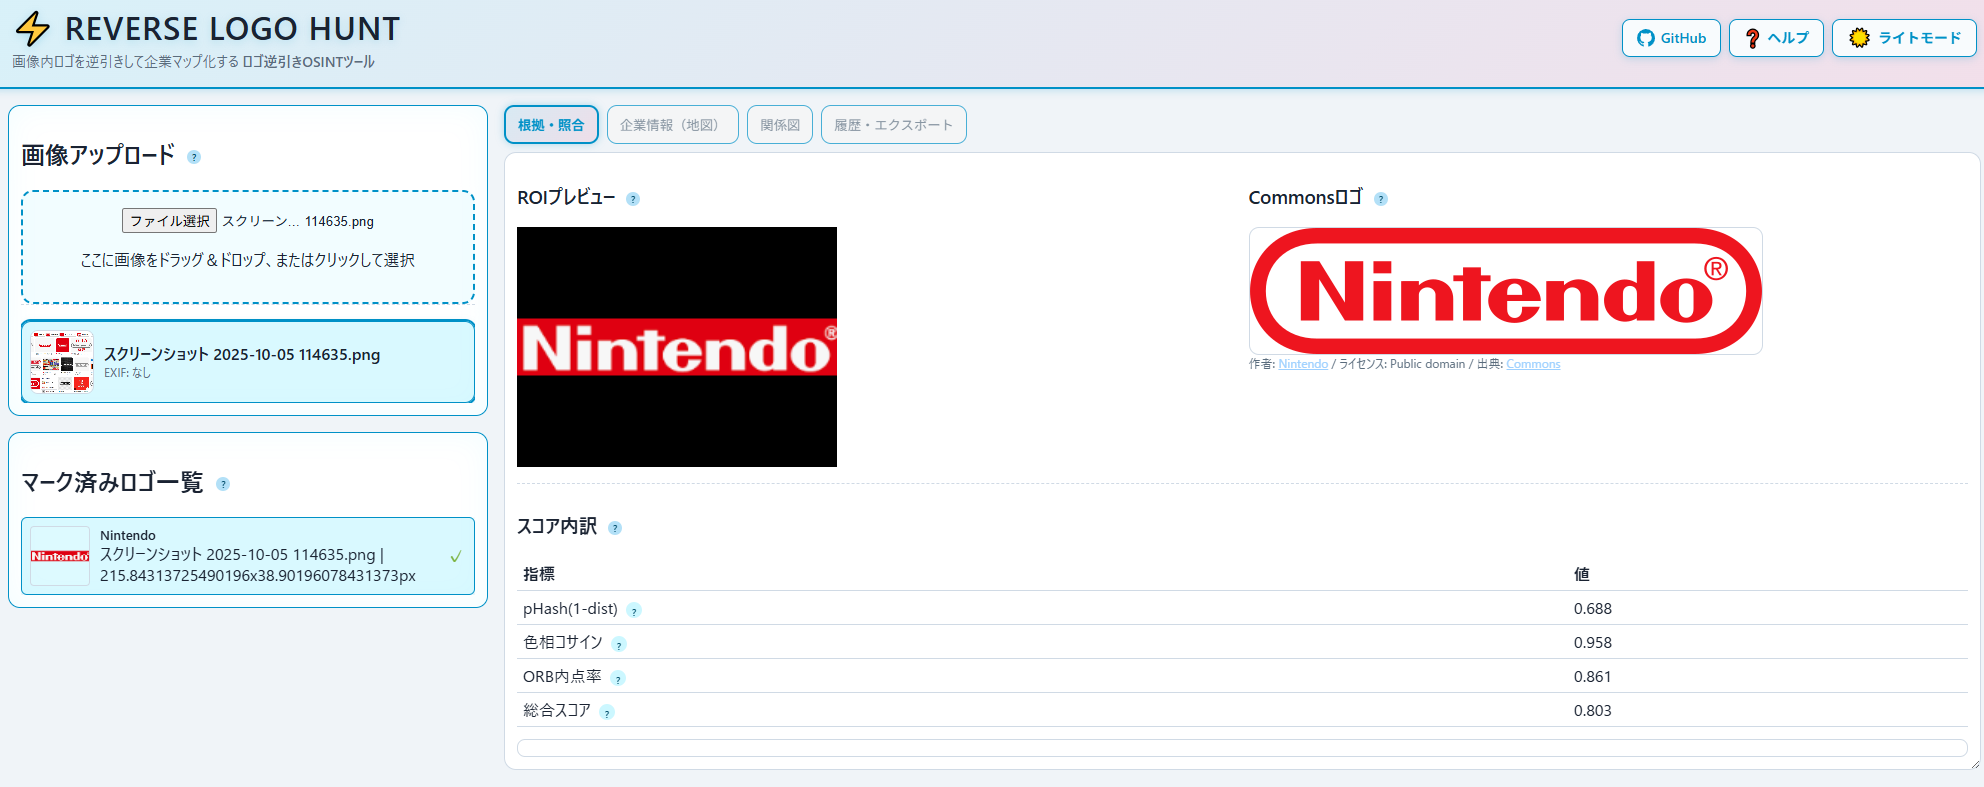 REVERSE LOGO HUNT
画像内ロゴを逆引きして企業マップ化する ロゴ逆引きOSINTツール
GitHub
ヘルプ
ライトモード
画像アップロード ?
ファイル選択 スクリーン... 114635.png
ここに画像をドラッグ＆ドロップ、またはクリックして選択
スクリーンショット 2025-10-05 114635.png
EXIF: なし
マーク済みロゴ一覧 ?
Nintendo
Nintendo
スクリーンショット 2025-10-05 114635.png |
215.84313725490196x38.90196078431373px
根拠・照合
企業情報（地図）
関係図
履歴・エクスポート
ROIプレビュー ?
Nintendo®
Commonsロゴ ?
Nintendo®
作者: Nintendo / ライセンス: Public domain / 出典: Commons
スコア内訳 ?
指標 値
pHash(1-dist) ? 0.688
色相コサイン ? 0.958
ORB内点率 ? 0.861
総合スコア ? 0.803